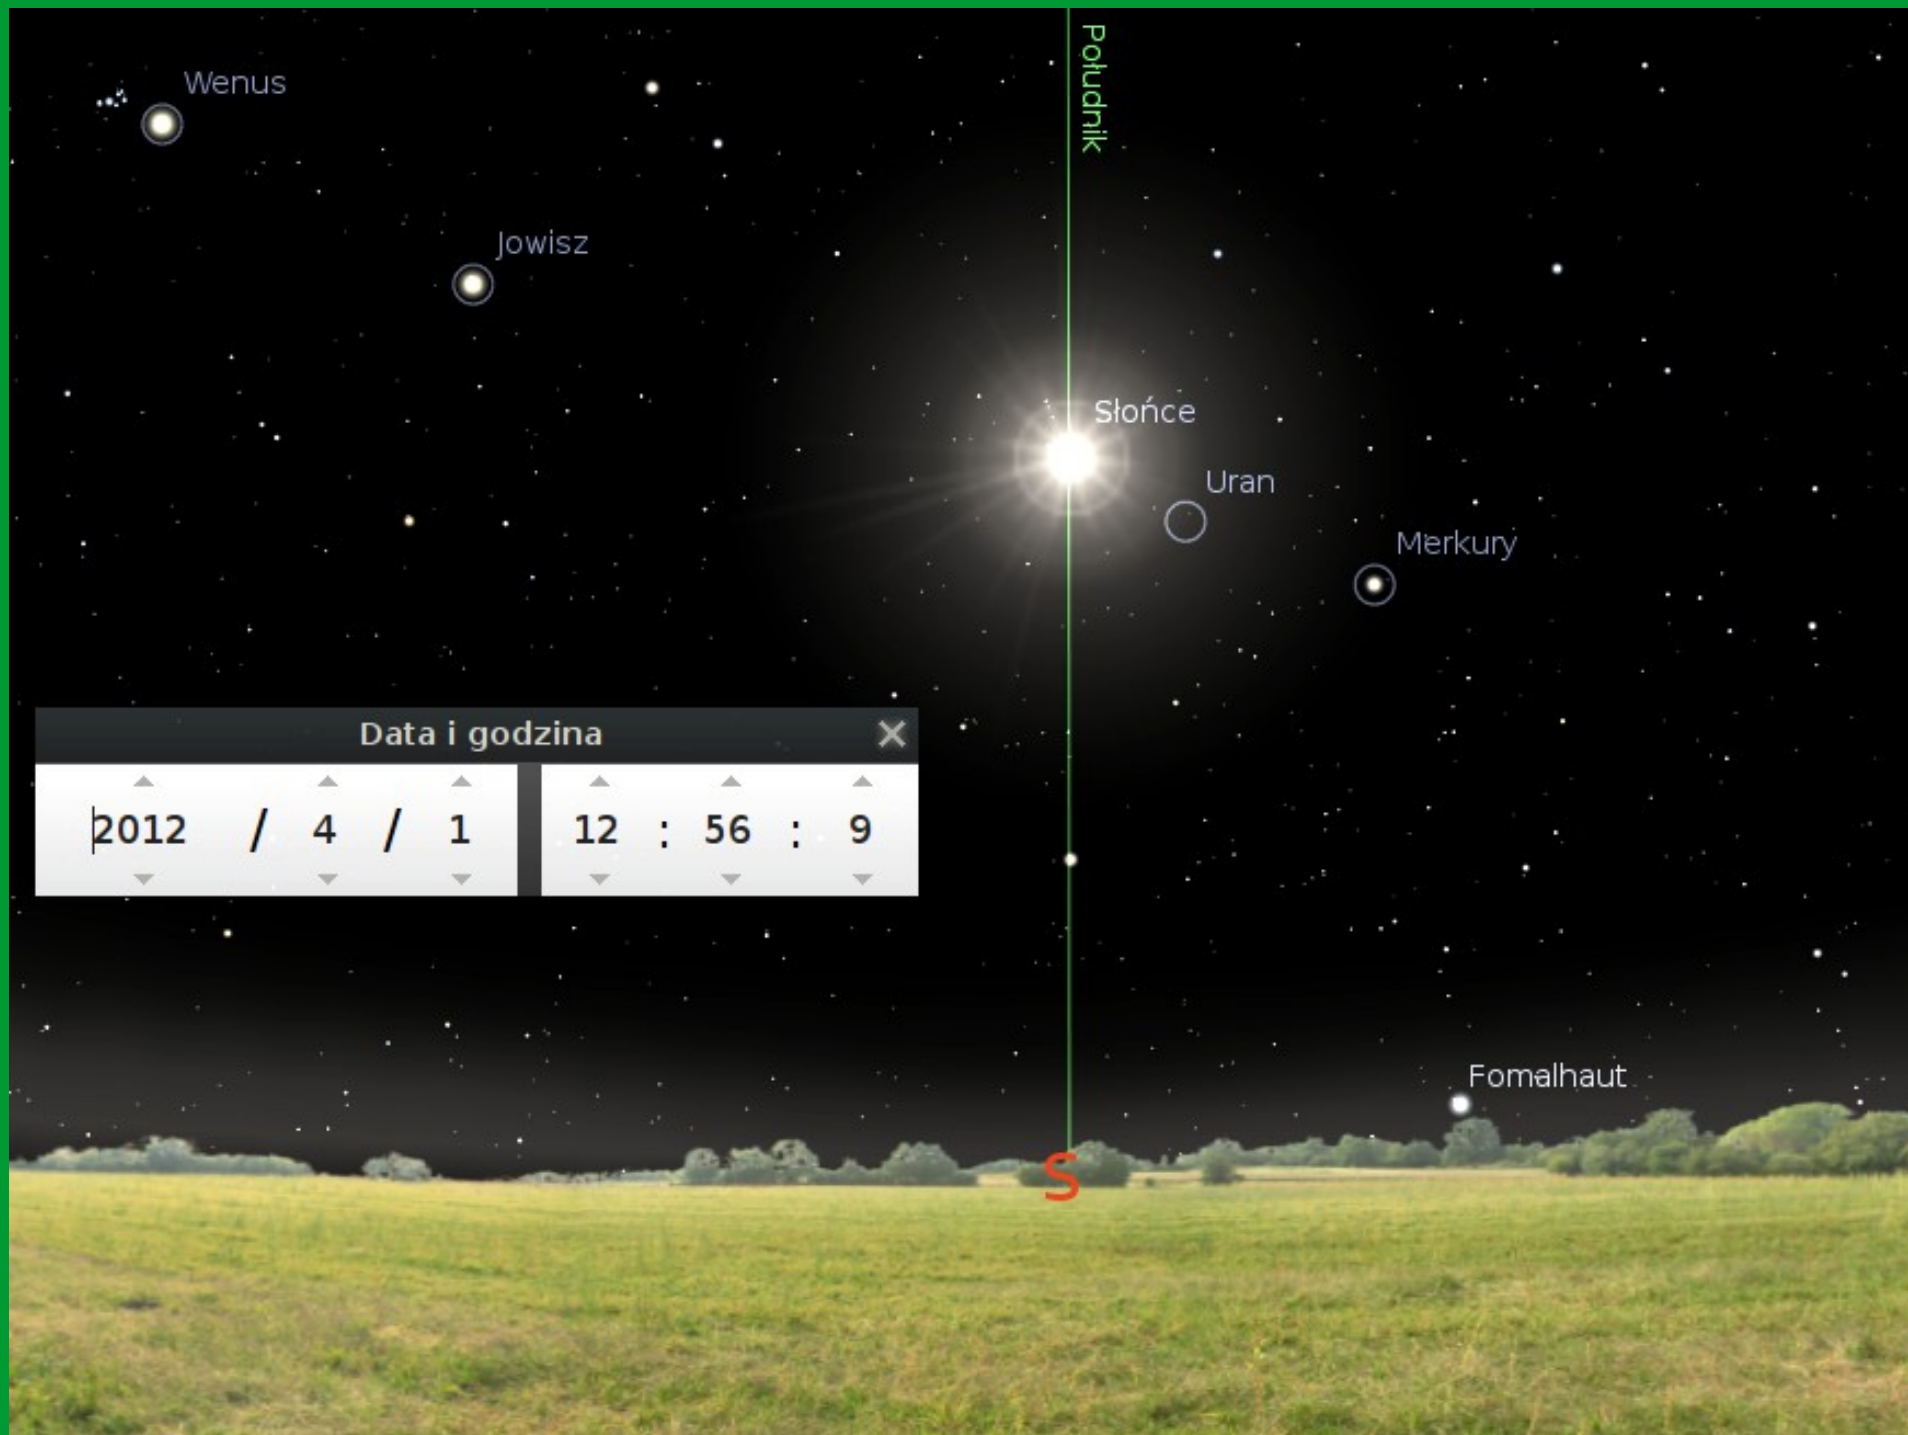 Południk
Wenus
Jowisz
Słońce
Uran
Merkury
Data i godzina
2012 / 4 / 1 12 : 56 : 9
Fomalhaut
S